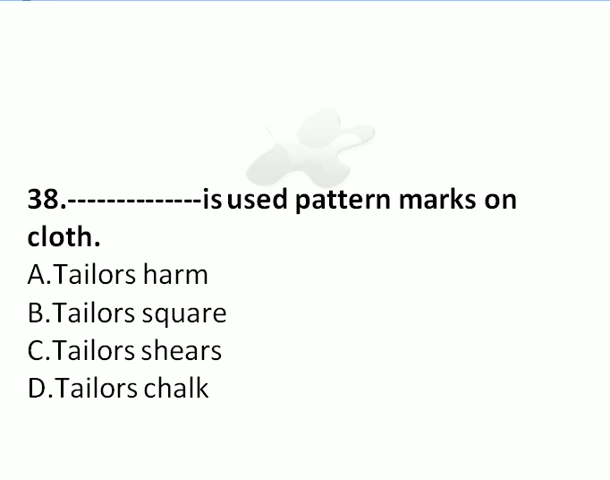 38.--------------is used pattern marks on
cloth.
A.Tailors harm
B.Tailors square
C.Tailors shears
D.Tailors chalk